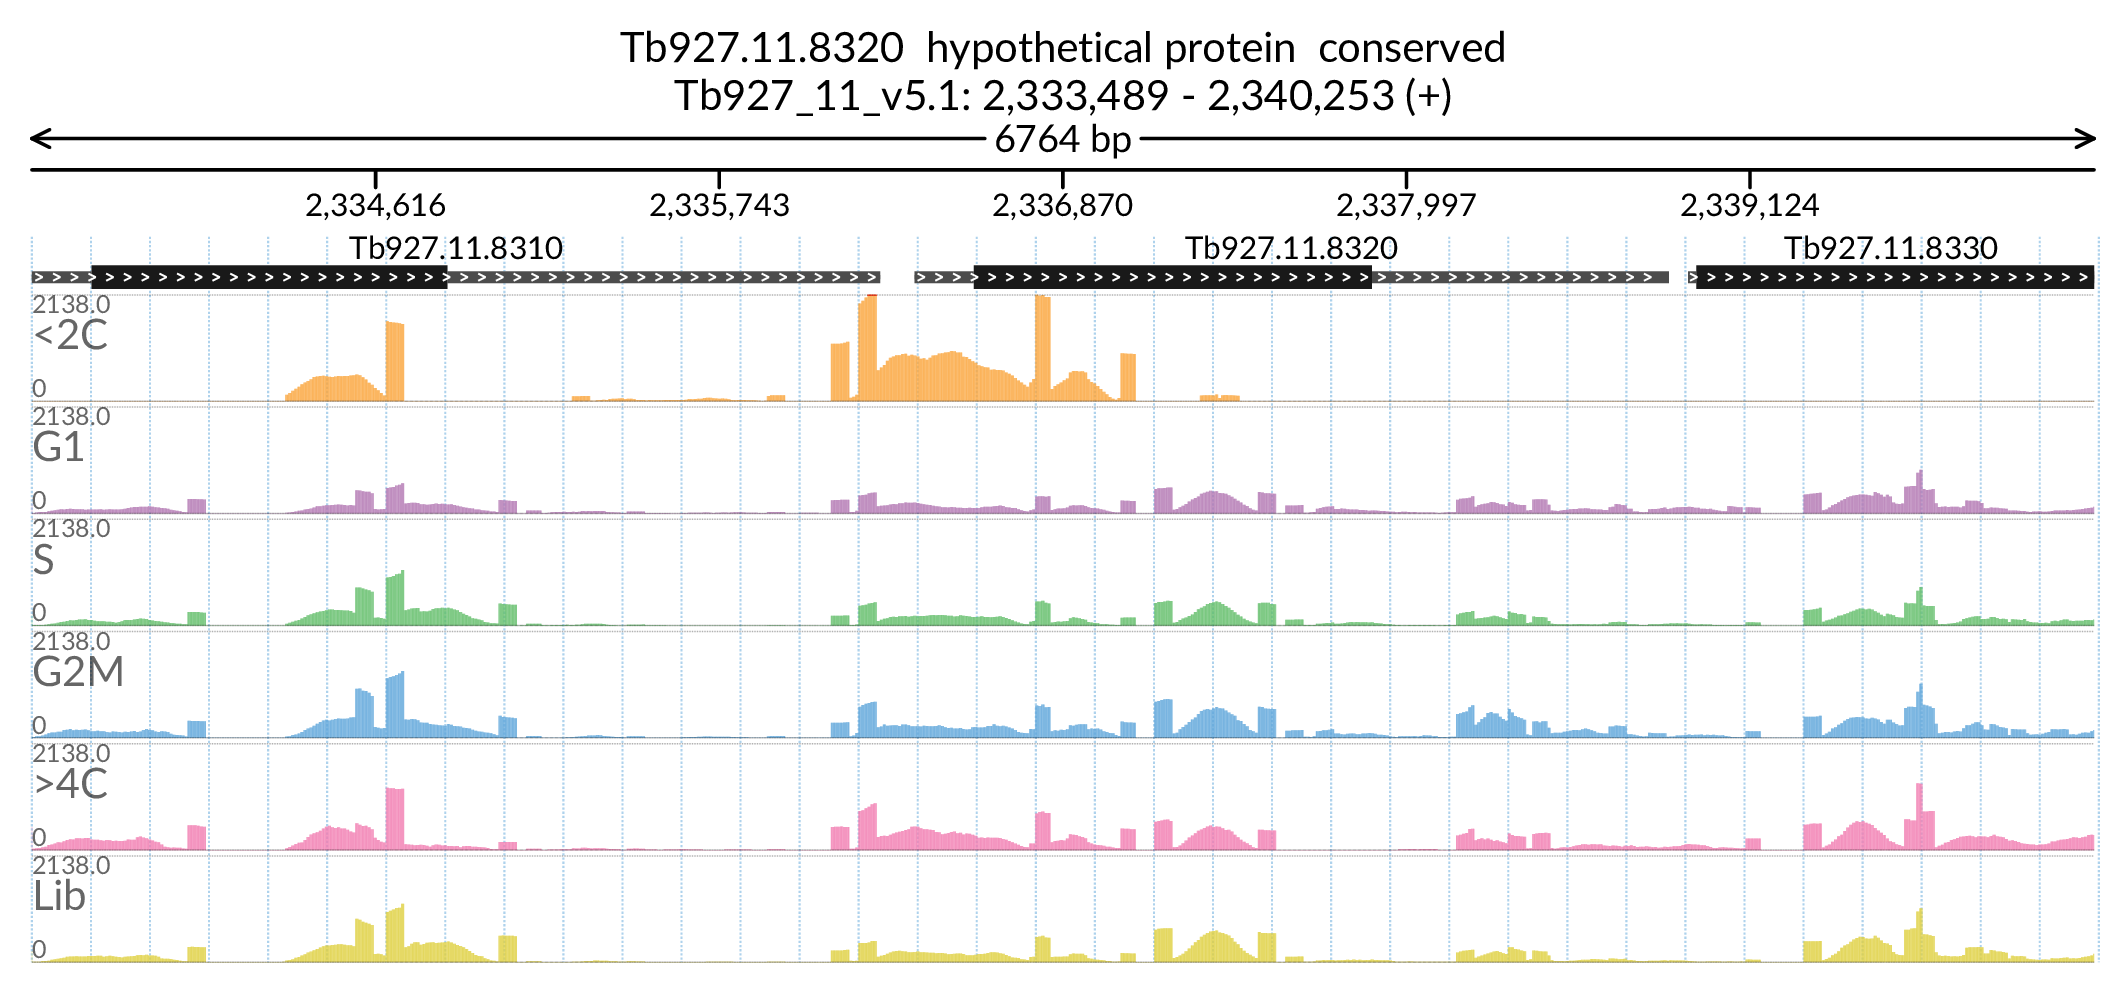 Tb927.11.8320  hypothetical protein  conserved
Tb927_11_v5.1: 2,333,489 - 2,340,253 (+)
6764 bp
2,334,616 2,335,743 2,336,870 2,337,997 2,339,124
Tb927.11.8310 Tb927.11.8320 Tb927.11.8330
2138.0
<2C
0
2138.0
G1
0
2138.0
S
0
2138.0
G2M
0
2138.0
>4C
0
2138.0
Lib
0